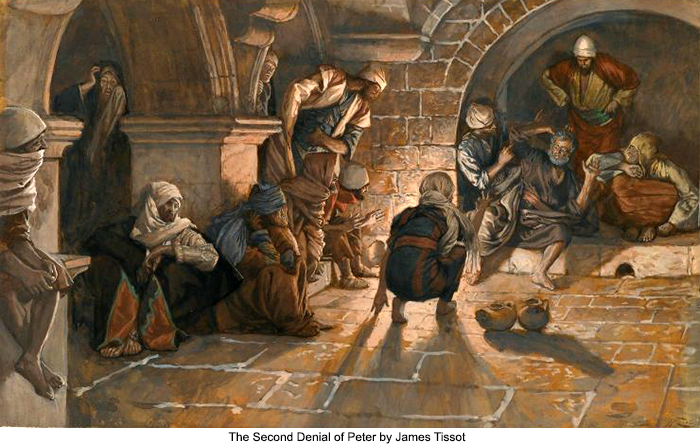 The Second Denial of Peter by James Tissot